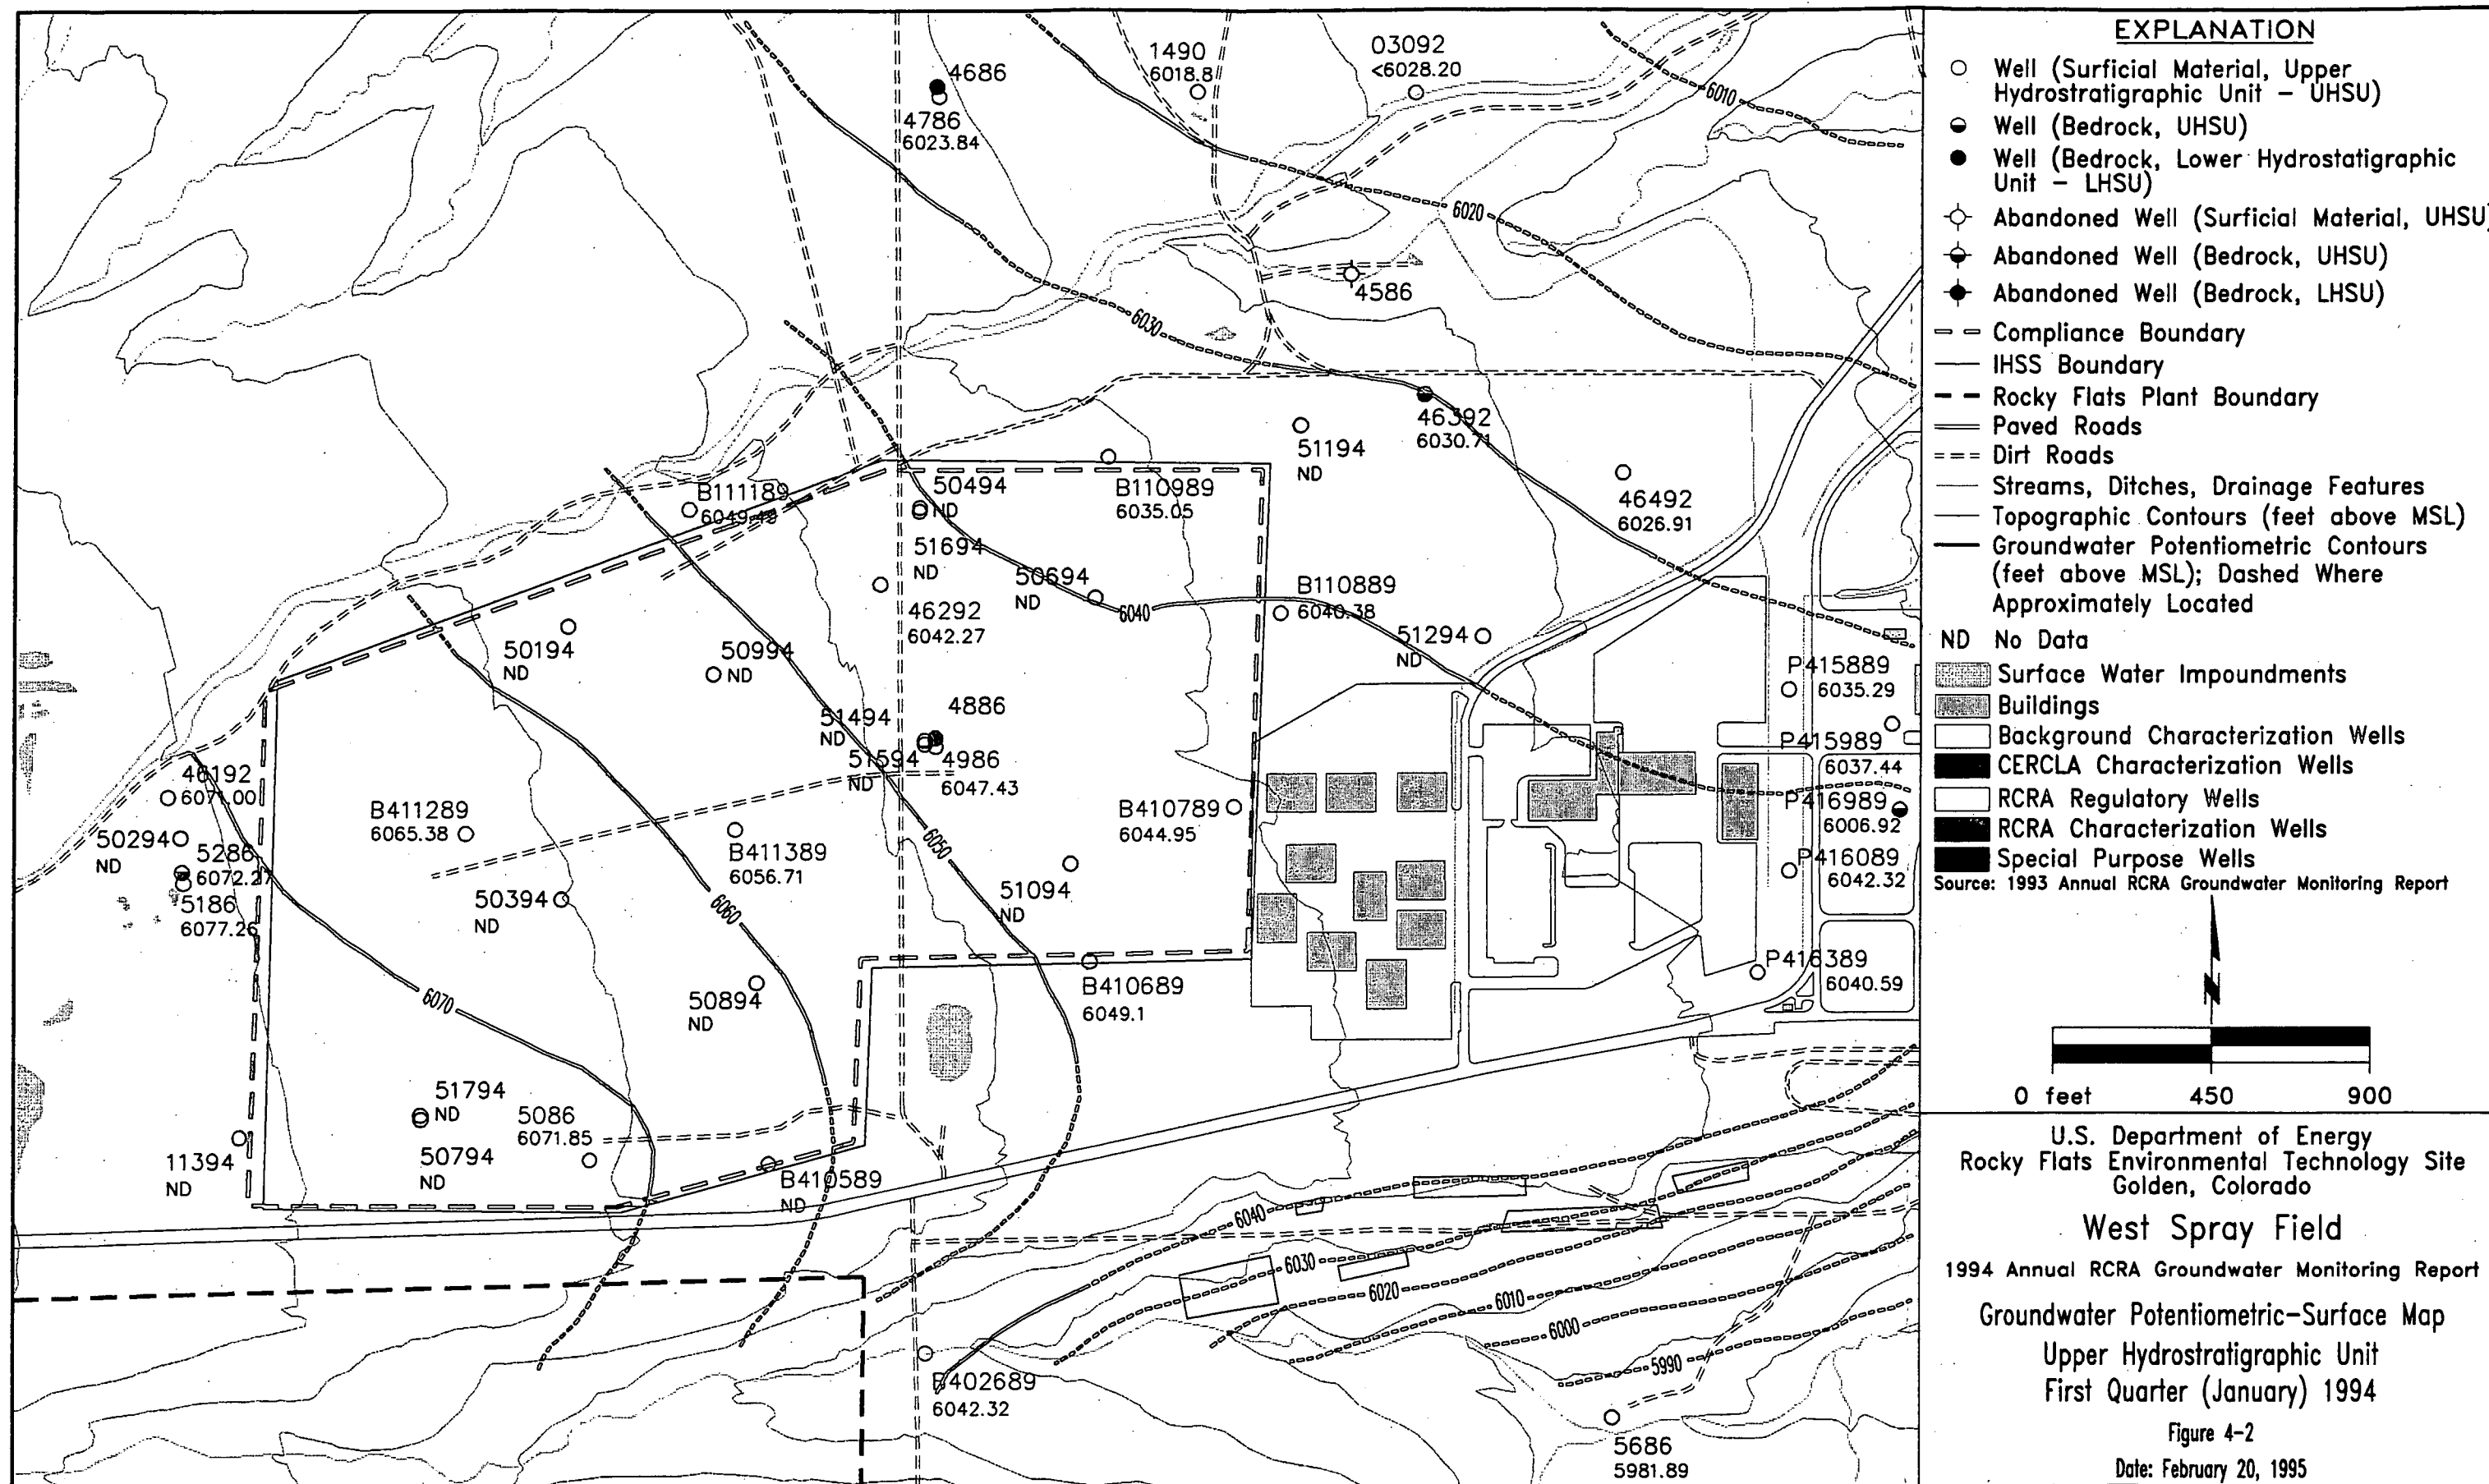 4686
4786
6023.84
1490
6018.8
03092
<6028.20
6010
6020
4586
6030
46392
6030.71
51194
ND
46492
6026.91
B111189
6049.49
50494
ND
51694
ND
B110989
6035.05
50694
ND
6040
B110889
6040.38
51294
ND
46292
6042.27
50194
ND
50994
ND
P415889
6035.29
51494
ND
4886
51594
ND
4986
6047.43
P415989
6037.44
46192
6071.00
B411289
6065.38
B410789
6044.95
P416989
6006.92
50294
ND
5286
6072.27
5186
6077.26
B411389
6056.71
6050
51094
ND
P416089
6042.32
50394
ND
6060
6070
50894
ND
B410689
6049.1
P416389
6040.59
51794
ND
5086
6071.85
11394
ND
50794
ND
B410589
ND
6040
6030
6020
6010
6000
5990
B402689
6042.32
5686
5981.89
EXPLANATION
Well (Surficial Material, Upper
Hydrostratigraphic Unit - UHSU)
Well (Bedrock, UHSU)
Well (Bedrock, Lower Hydrostatigraphic
Unit - LHSU)
Abandoned Well (Surficial Material, UHSU)
Abandoned Well (Bedrock, UHSU)
Abandoned Well (Bedrock, LHSU)
Compliance Boundary
IHSS Boundary
Rocky Flats Plant Boundary
Paved Roads
Dirt Roads
Streams, Ditches, Drainage Features
Topographic Contours (feet above MSL)
Groundwater Potentiometric Contours
(feet above MSL); Dashed Where
Approximately Located
ND No Data
Surface Water Impoundments
Buildings
Background Characterization Wells
CERCLA Characterization Wells
RCRA Regulatory Wells
RCRA Characterization Wells
Special Purpose Wells
Source: 1993 Annual RCRA Groundwater Monitoring Report
N
0 feet 450 900
U.S. Department of Energy
Rocky Flats Environmental Technology Site
Golden, Colorado
West Spray Field
1994 Annual RCRA Groundwater Monitoring Report
Groundwater Potentiometric-Surface Map
Upper Hydrostratigraphic Unit
First Quarter (January) 1994
Figure 4-2
Date: February 20, 1995